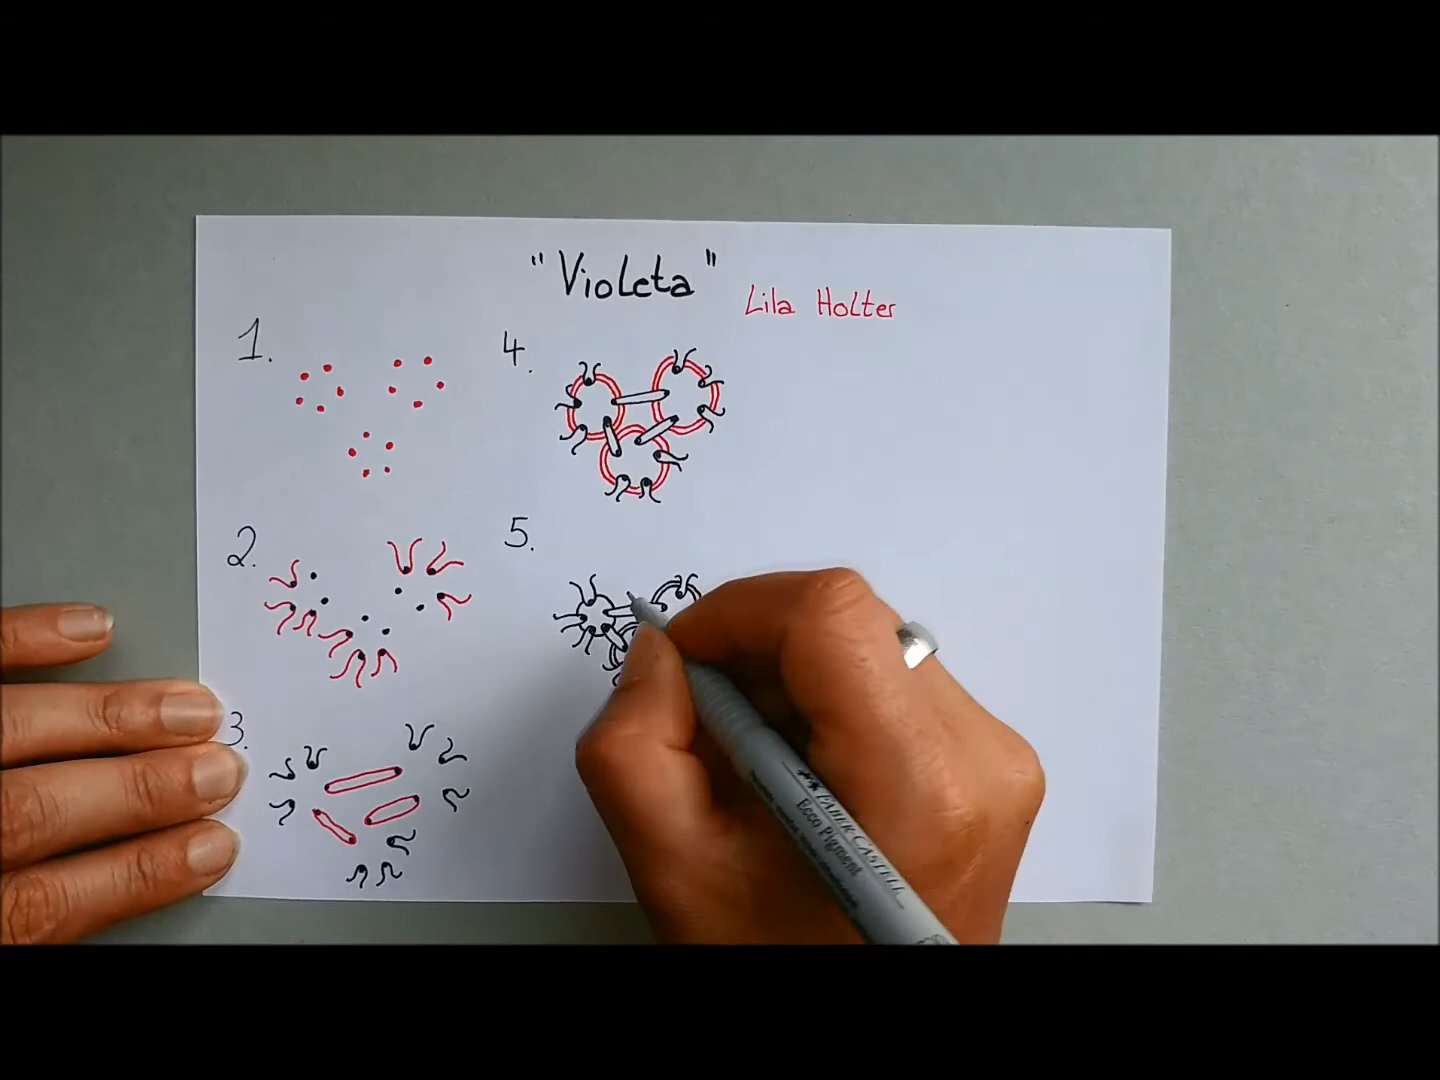 "Violeta"
Lila Holter
1.
2.
3.
4.
5.
FABER CASTELL
Ecco Pigment